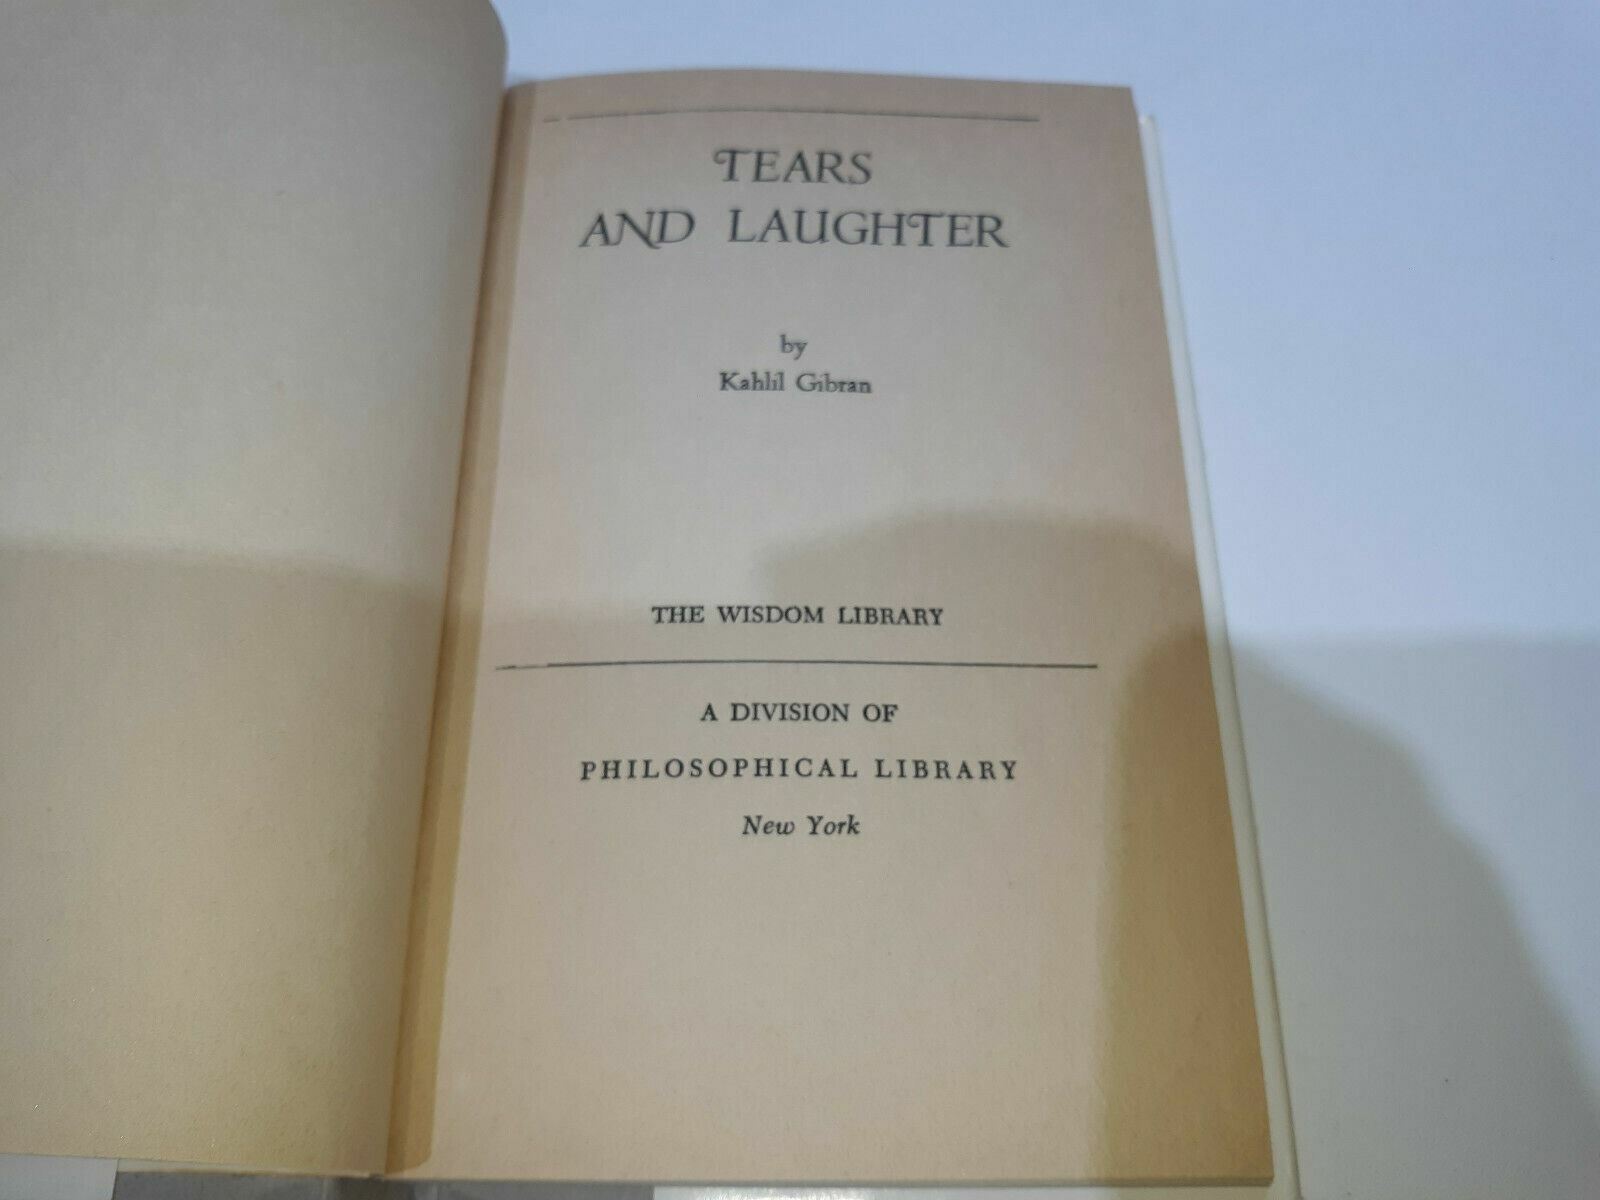 TEARS
AND LAUGHTER
by
Kahlil Gibran
THE WISDOM LIBRARY
A DIVISION OF
PHILOSOPHICAL LIBRARY
New York